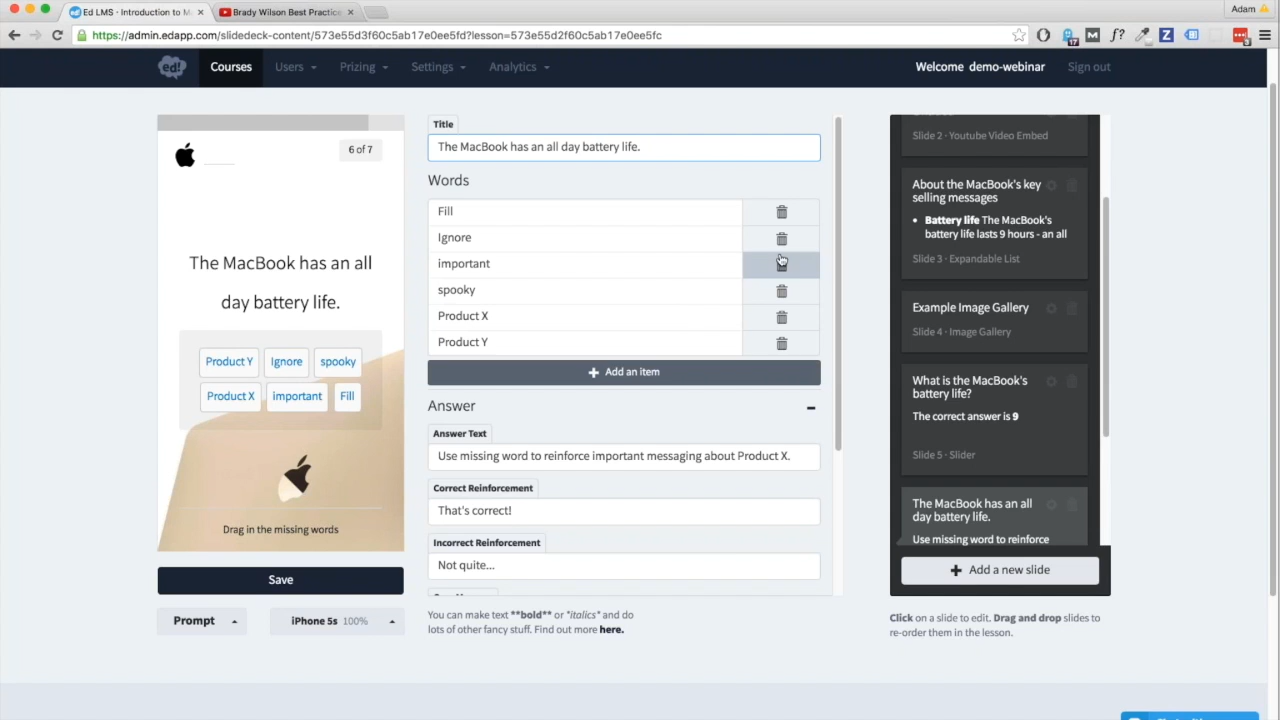 Ed LMS - Introduction to M
Brady Wilson Best Practice
Adam
https://admin.edapp.com/slidedeck-content/573e55d3f60c5ab17e0ee5fd?lesson=573e55d2f60c5ab17e0ee5fc
ed!
Courses
Users
Prizing
Settings
Analytics
Welcome demo-webinar
Sign out
6 of 7
The MacBook has an all
day battery life.
Product Y
Ignore
spooky
Product X
important
Fill
Drag in the missing words
Save
Prompt
iPhone 5s 100%
Title
The MacBook has an all day battery life.
Words
Fill
Ignore
important
spooky
Product X
Product Y
Add an item
Answer
Answer Text
Use missing word to reinforce important messaging about Product X.
Correct Reinforcement
That's correct!
Incorrect Reinforcement
Not quite...
You can make text **bold** or *italics* and do
lots of other fancy stuff. Find out more here.
Slide 2 · Youtube Video Embed
About the MacBook's key
selling messages
Battery life The MacBook's
battery life lasts 9 hours - an all
Slide 3 · Expandable List
Example Image Gallery
Slide 4 · Image Gallery
What is the MacBook's
battery life?
The correct answer is 9
Slide 5 · Slider
The MacBook has an all
day battery life.
Use missing word to reinforce
Add a new slide
Click on a slide to edit. Drag and drop slides to
re-order them in the lesson.